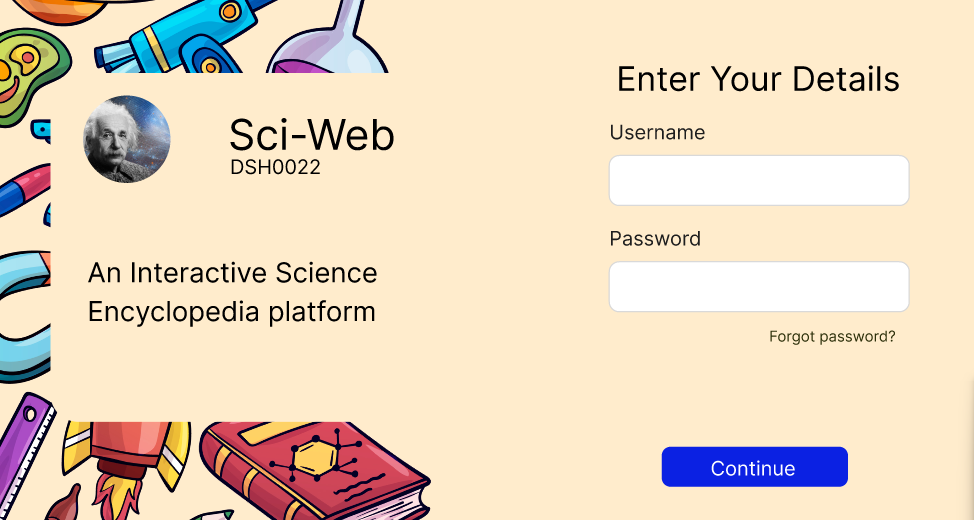 Sci-Web
DSH0022
An Interactive Science
Encyclopedia platform
Enter Your Details
Username
Password
Forgot password?
Continue